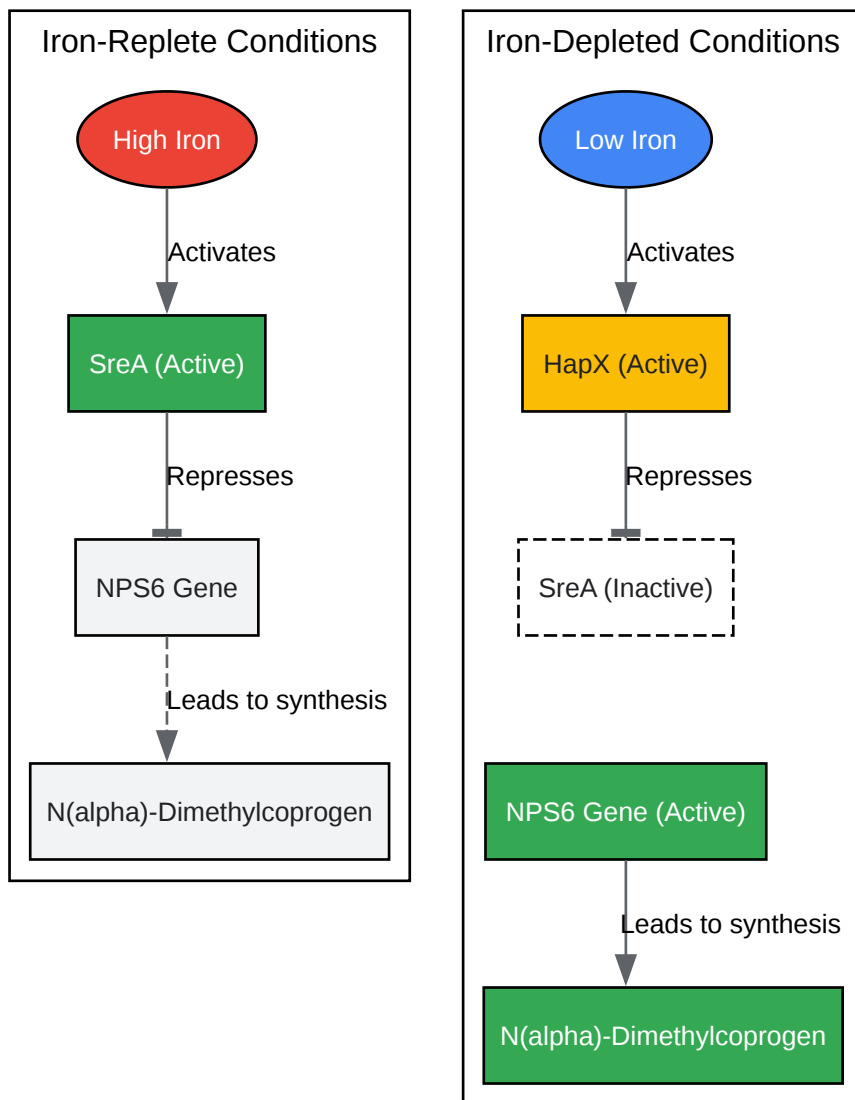 Iron-Replete Conditions
High Iron
Activates
SreA (Active)
Represses
NPS6 Gene
Leads to synthesis
N(alpha)-Dimethylcoprogen
Iron-Depleted Conditions
Low Iron
Activates
HapX (Active)
Represses
SreA (Inactive)
NPS6 Gene (Active)
Leads to synthesis
N(alpha)-Dimethylcoprogen